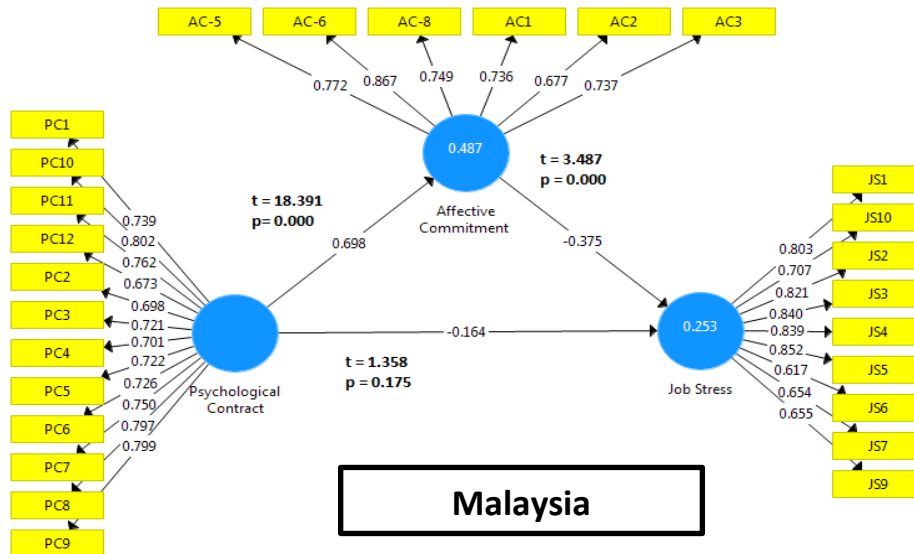 AC-5
AC-6
AC-8
AC1
AC2
AC3
0.772
0.867
0.749
0.736
0.677
0.737
PC1
PC10
PC11
PC12
PC2
PC3
PC4
PC5
PC6
PC7
PC8
PC9
0.739
0.802
0.762
0.673
0.698
0.721
0.701
0.722
0.726
0.750
0.797
0.799
0.487
Affective
Commitment
t = 18.391
p= 0.000
0.698
t = 3.487
p = 0.000
-0.375
-0.164
t = 1.358
p = 0.175
Psychological
Contract
0.253
Job Stress
0.803
0.707
0.821
0.840
0.839
0.852
0.617
0.654
0.655
JS1
JS10
JS2
JS3
JS4
JS5
JS6
JS7
JS9
Malaysia